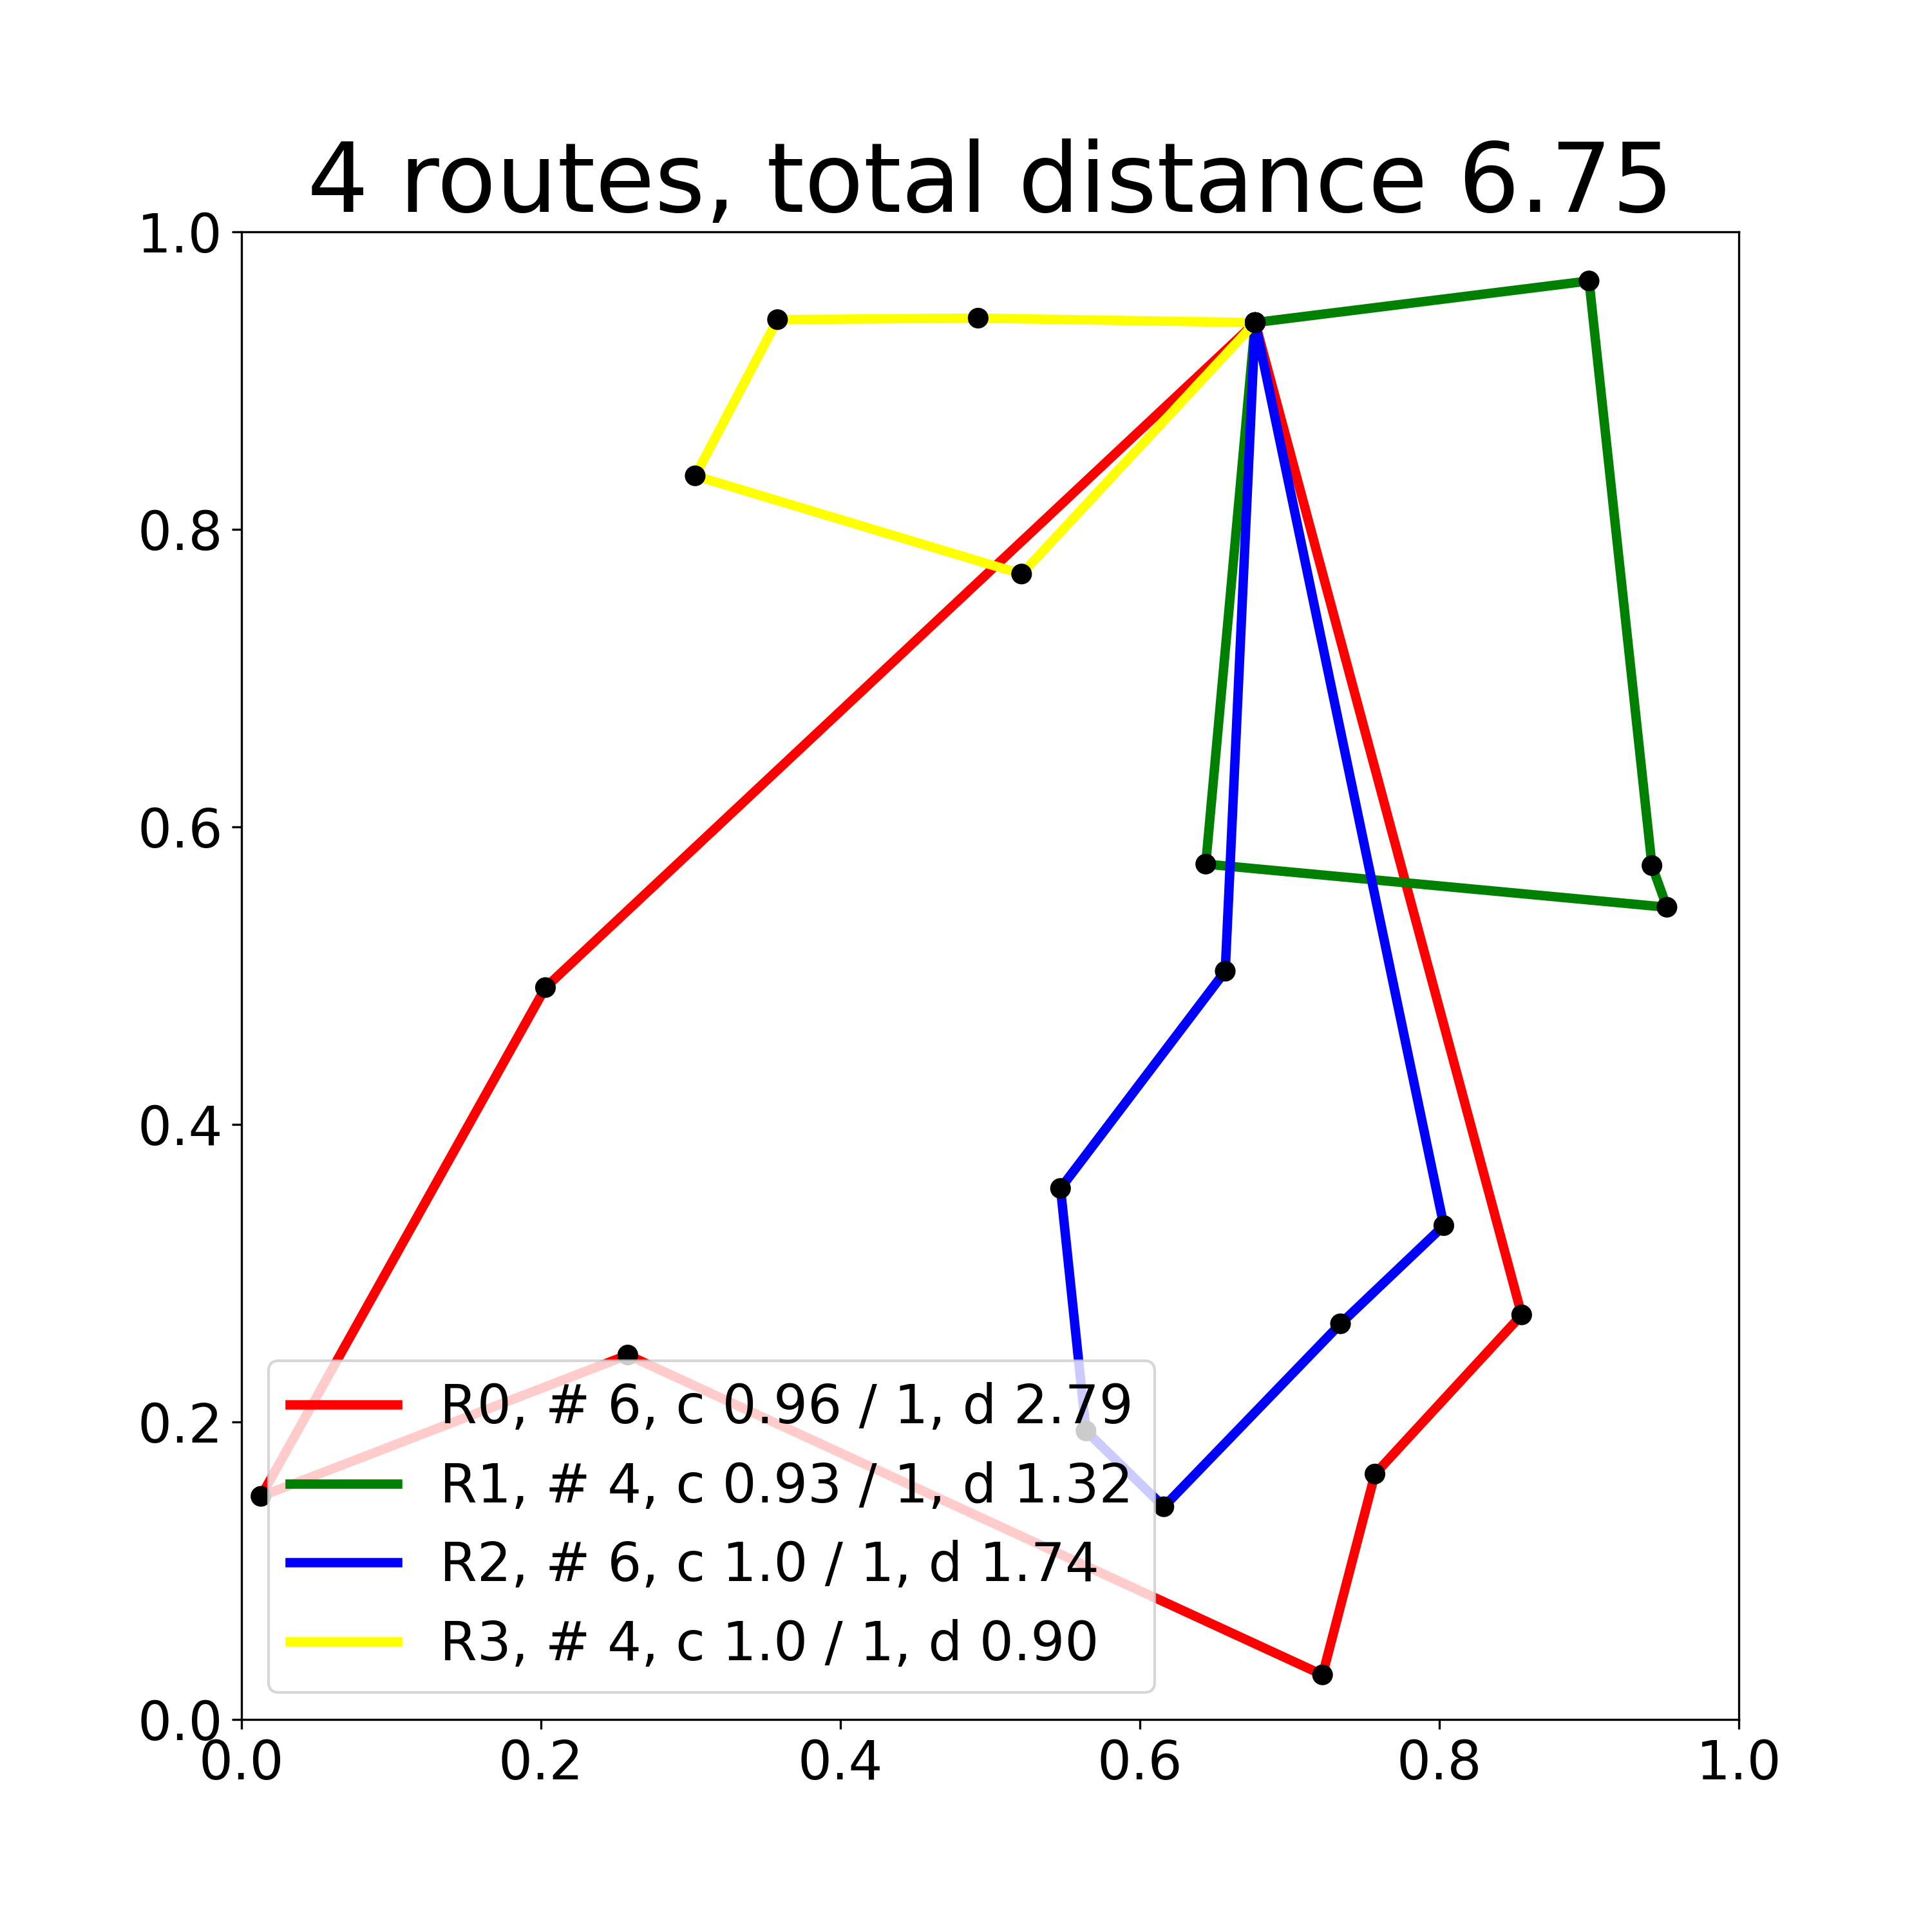 4 routes, total distance 6.75
1.0
0.8
0.6
0.4
0.2
0.0
R0, # 6, c 0.96 / 1, d 2.79
R1, # 4, c 0.93 / 1, d 1.32
R2, # 6, c 1.0 / 1, d 1.74
R3, # 4, c 1.0 / 1, d 0.90
0.0 0.2 0.4 0.6 0.8 1.0